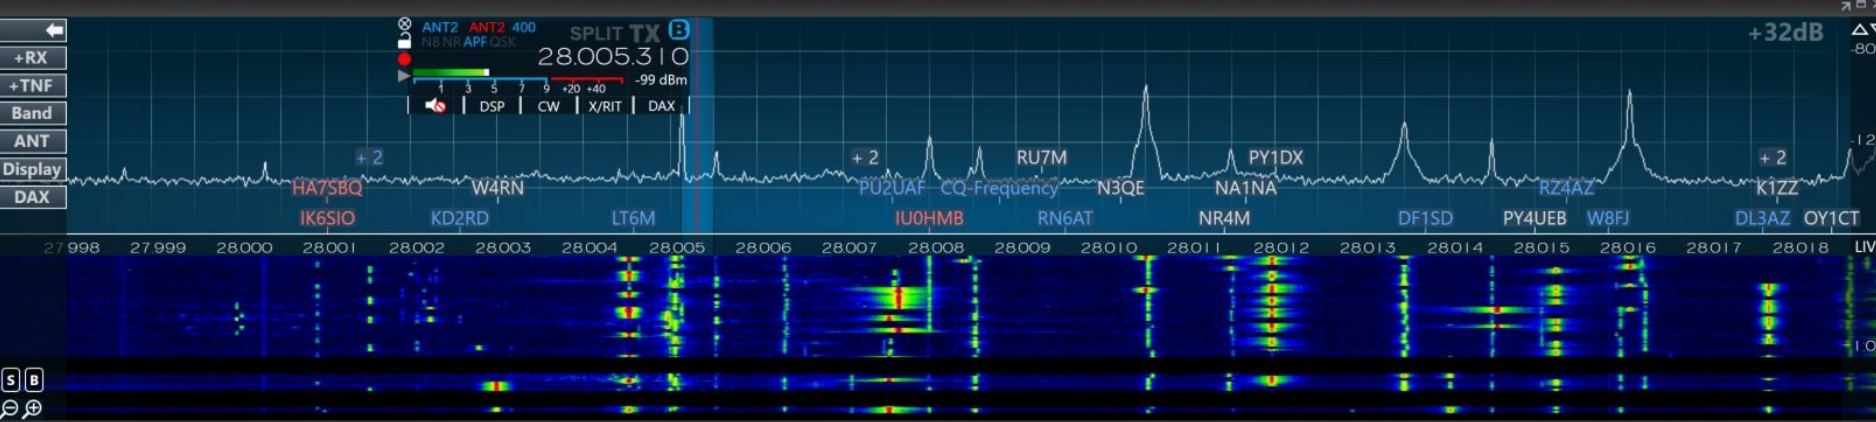 ANT2 ANT2 400 SPLIT TX B
+32dB
NB NR APF QSK
-80
+RX
28.005.310
+TNF
-99 dBm
1 3 5 7 9 +20 +40
Band
DSP CW X/RIT DAX
ANT
-12
+ 2 + 2 RU7M PY1DX + 2
Display
HA7SBQ W4RN PU2UAF CQ-Frequency N3QE NA1NA RZ4AZ K1ZZ
DAX
IK6SIO KD2RD LT6M IU0HMB RN6AT NR4M DF1SD PY4UEB W8FJ DL3AZ OY1CT
27.998 27.999 28.000 28.001 28.002 28.003 28.004 28.005 28.006 28.007 28.008 28.009 28.010 28.011 28.012 28.013 28.014 28.015 28.016 28.017 28.018 LIV
1.0
S B